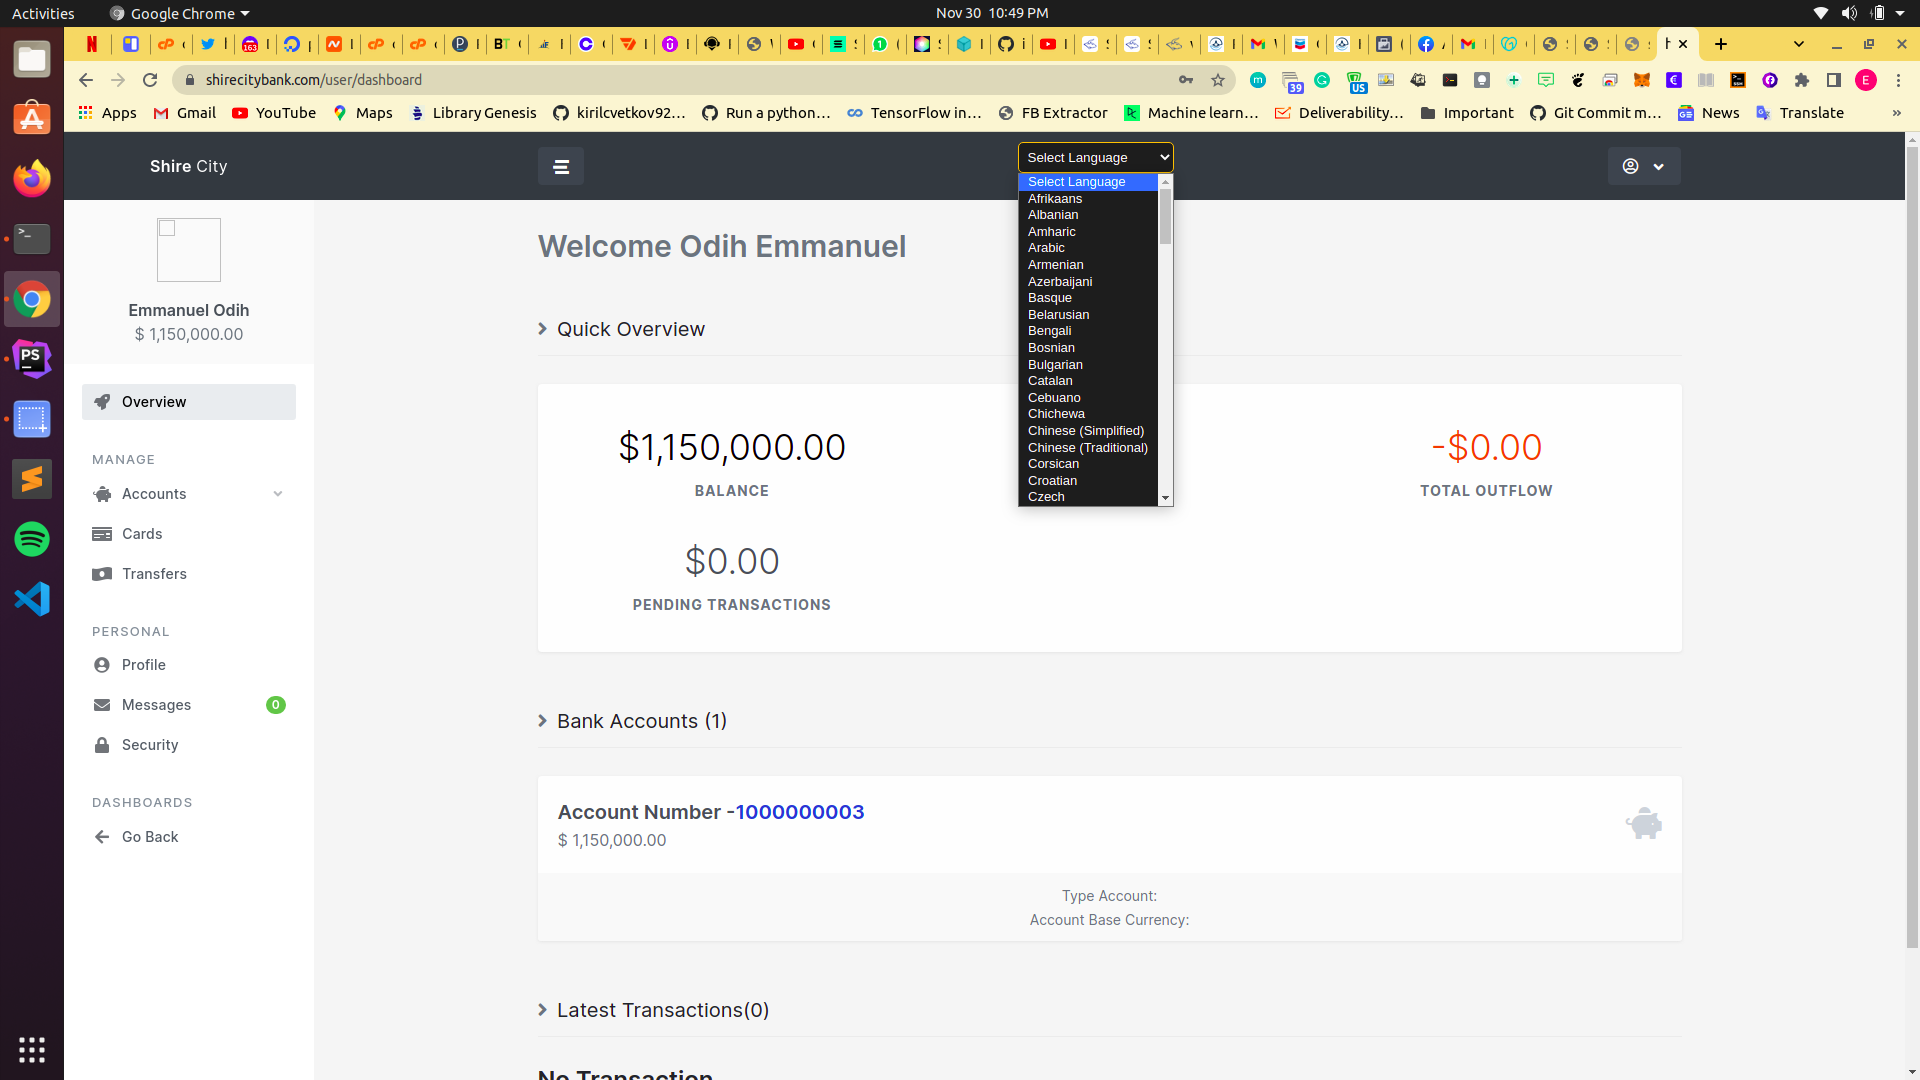 Activities
Google Chrome
Nov 30 10:49 PM
shirecitybank.com/user/dashboard
39
US
E
Apps
Gmail
YouTube
Maps
Library Genesis
kirilcvetkov92...
Run a python...
TensorFlow in...
FB Extractor
Machine learn...
Deliverability...
Important
Git Commit m...
News
Translate
»
Shire City
Select Language
Select Language
Afrikaans
Albanian
Amharic
Arabic
Armenian
Azerbaijani
Basque
Belarusian
Bengali
Bosnian
Bulgarian
Catalan
Cebuano
Chichewa
Chinese (Simplified)
Chinese (Traditional)
Corsican
Croatian
Czech
Emmanuel Odih
$ 1,150,000.00
Overview
MANAGE
Accounts
Cards
Transfers
PERSONAL
Profile
Messages
0
Security
DASHBOARDS
Go Back
Welcome Odih Emmanuel
Quick Overview
$1,150,000.00
BALANCE
-$0.00
TOTAL OUTFLOW
$0.00
PENDING TRANSACTIONS
Bank Accounts (1)
Account Number -1000000003
$ 1,150,000.00
Type Account:
Account Base Currency:
Latest Transactions(0)
No Transaction